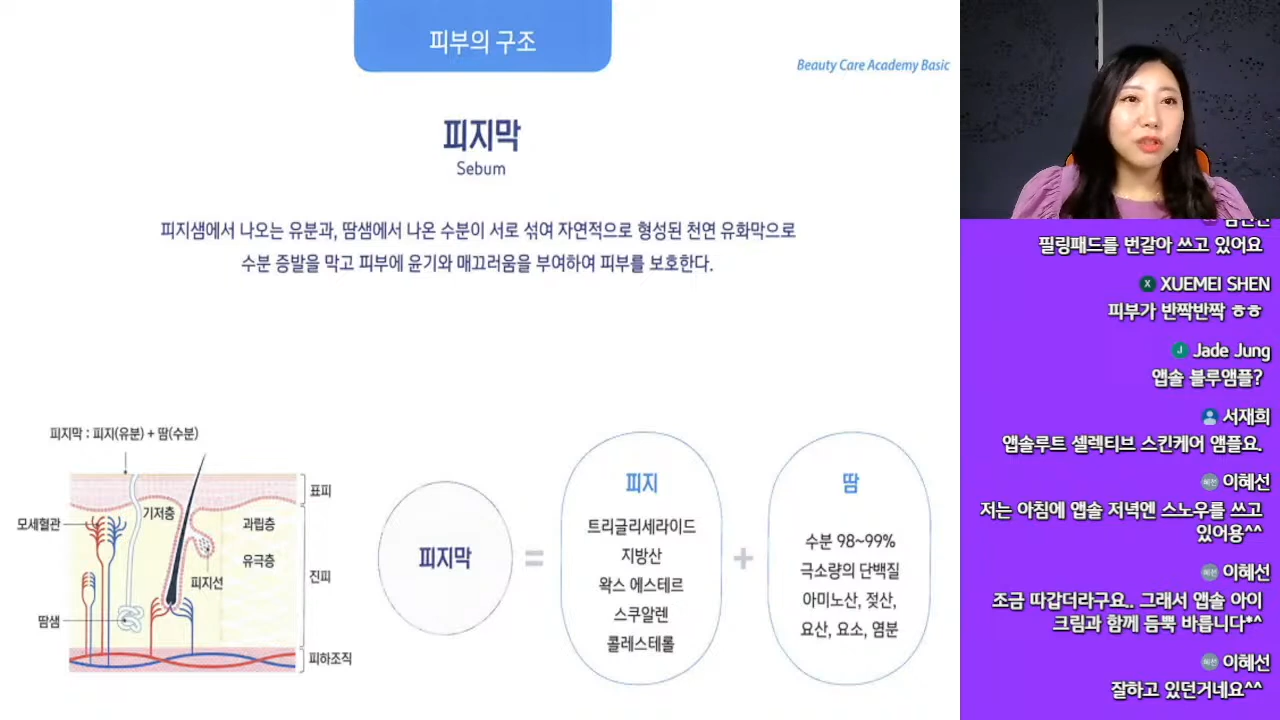 피부의 구조
Beauty Care Academy Basic
피지막
Sebum
피지샘에서 나오는 유분과, 땀샘에서 나온 수분이 서로 섞여 자연적으로 형성된 천연 유화막으로
수분 증발을 막고 피부에 윤기와 매끄러움을 부여하여 피부를 보호한다.
피지막 : 피지(유분) + 땀(수분)
표피
기저층
모세혈관
과립층
유극층
진피
피지선
땀샘
피하조직
피지막
=
피지
트리글리세라이드
지방산
왁스 에스테르
스쿠알렌
콜레스테롤
+
땀
수분 98~99%
극소량의 단백질
아미노산, 젖산,
요산, 요소, 염분
필링패드를 번갈아 쓰고 있어요
X XUEMEI SHEN
피부가 반짝반짝 ㅎㅎ
J Jade Jung
앱솔 블루앰플?
서재희
앱솔루트 셀렉티브 스킨케어 앰플요.
혜선 이혜선
저는 아침에 앱솔 저녁엔 스노우를 쓰고
있어용^^
혜선 이혜선
조금 따갑더라구요.. 그래서 앱솔 아이
크림과 함께 듬뿍 바릅니다*^
혜선 이혜선
잘하고 있던거네요^^